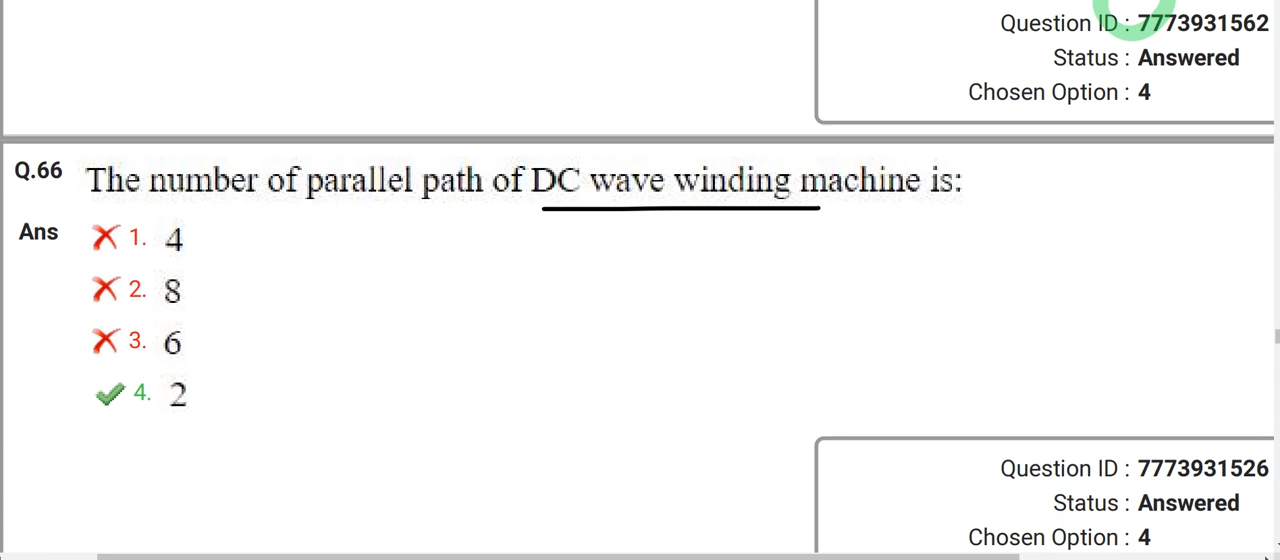 Question ID : 7773931562
Status : Answered
Chosen Option : 4
Q.66 The number of parallel path of DC wave winding machine is:
Ans 1. 4
2. 8
3. 6
4. 2
Question ID : 7773931526
Status : Answered
Chosen Option : 4